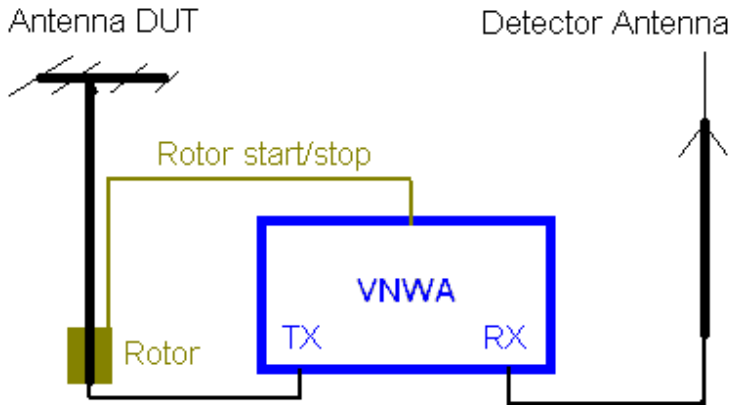 Antenna DUT
Detector Antenna
Rotor start/stop
VNWA
TX
RX
Rotor